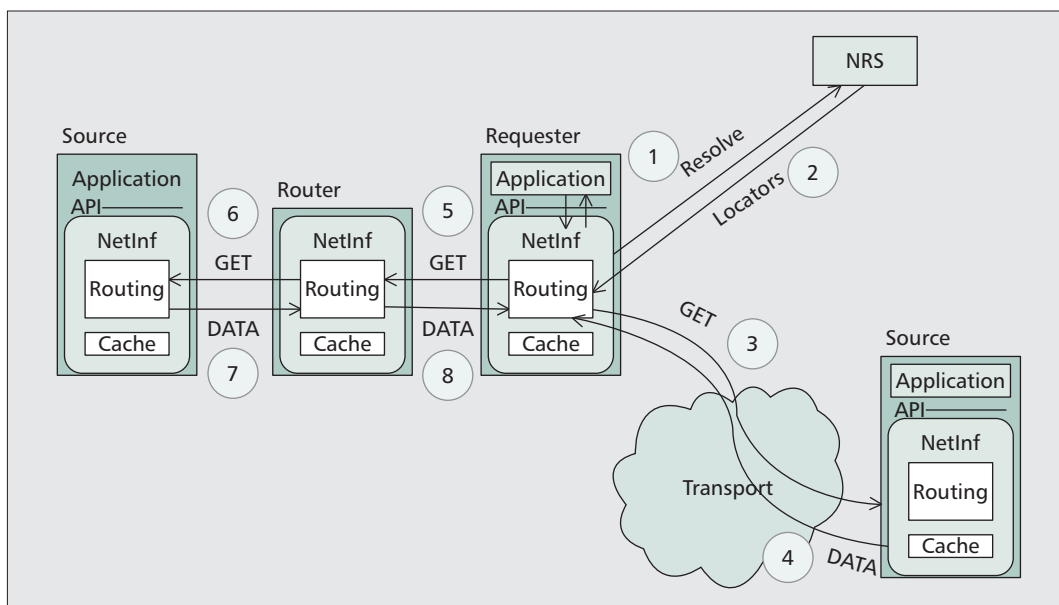 NRS
Source
Requester
1
Resolve
2
Locators
Application
API
6
Router
5
Application
API
NetInf
GET
Routing
DATA
Cache
7
NetInf
GET
Routing
DATA
Cache
8
NetInf
Routing
Cache
GET
3
Source
Application
API
NetInf
Routing
Cache
Transport
4
DATA